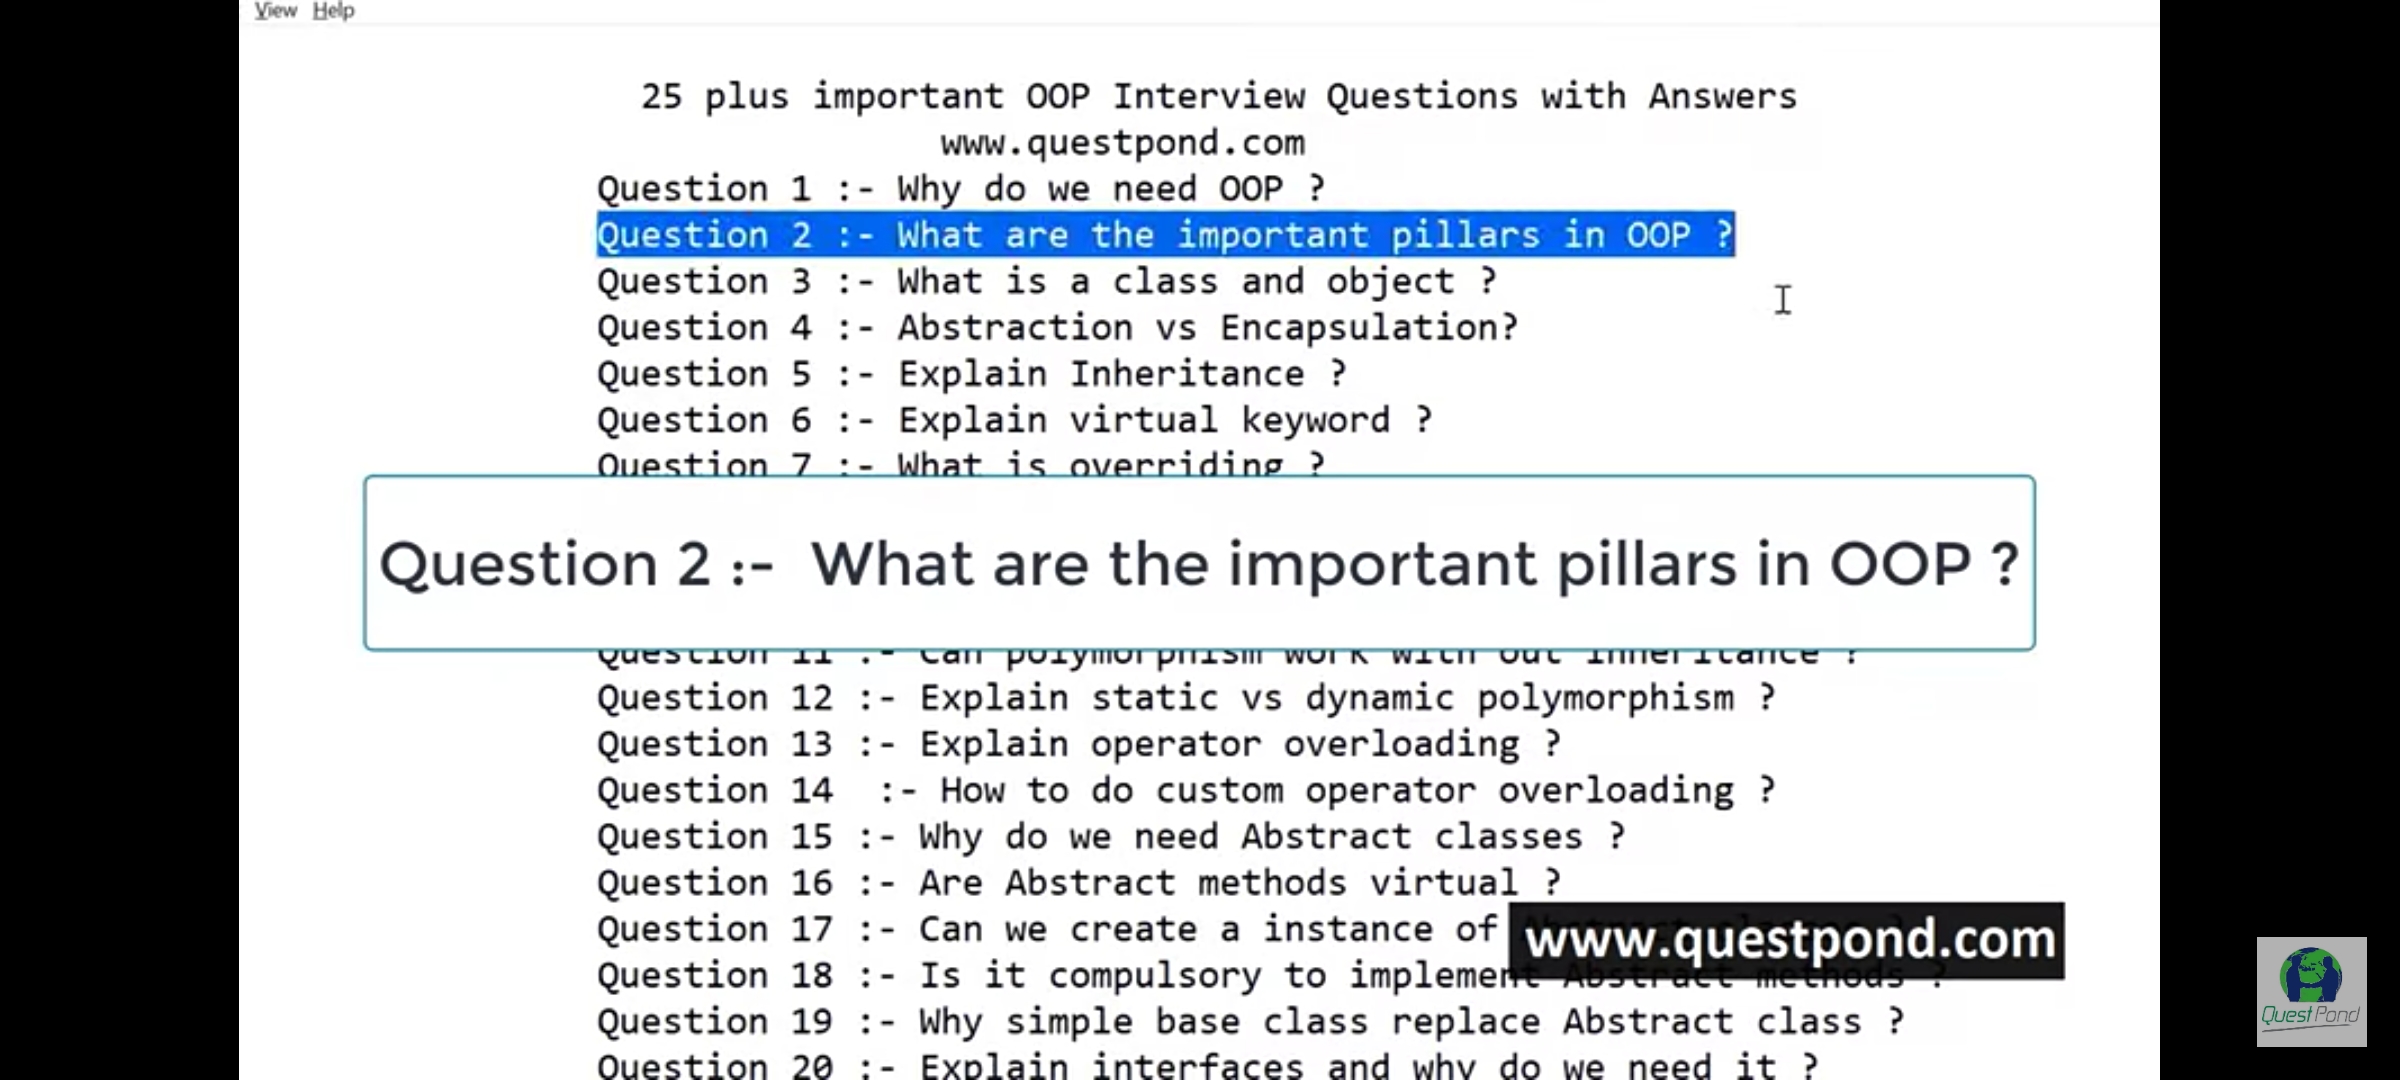 View Help
25 plus important OOP Interview Questions with Answers
www.questpond.com
Question 1 :- Why do we need OOP ?
Question 2 :- What are the important pillars in OOP ?
Question 3 :- What is a class and object ?
Question 4 :- Abstraction vs Encapsulation?
Question 5 :- Explain Inheritance ?
Question 6 :- Explain virtual keyword ?
Question 7 :- What is overriding ?
Question 2 :- What are the important pillars in OOP ?
Question 11 :- Can polymorphism work with out inheritance ?
Question 12 :- Explain static vs dynamic polymorphism ?
Question 13 :- Explain operator overloading ?
Question 14 :- How to do custom operator overloading ?
Question 15 :- Why do we need Abstract classes ?
Question 16 :- Are Abstract methods virtual ?
Question 17 :- Can we create a instance of
www.questpond.com
Question 18 :- Is it compulsory to implement Abstract methods ?
Question 19 :- Why simple base class replace Abstract class ?
Question 20 :- Explain interfaces and why do we need it ?
QuestPond